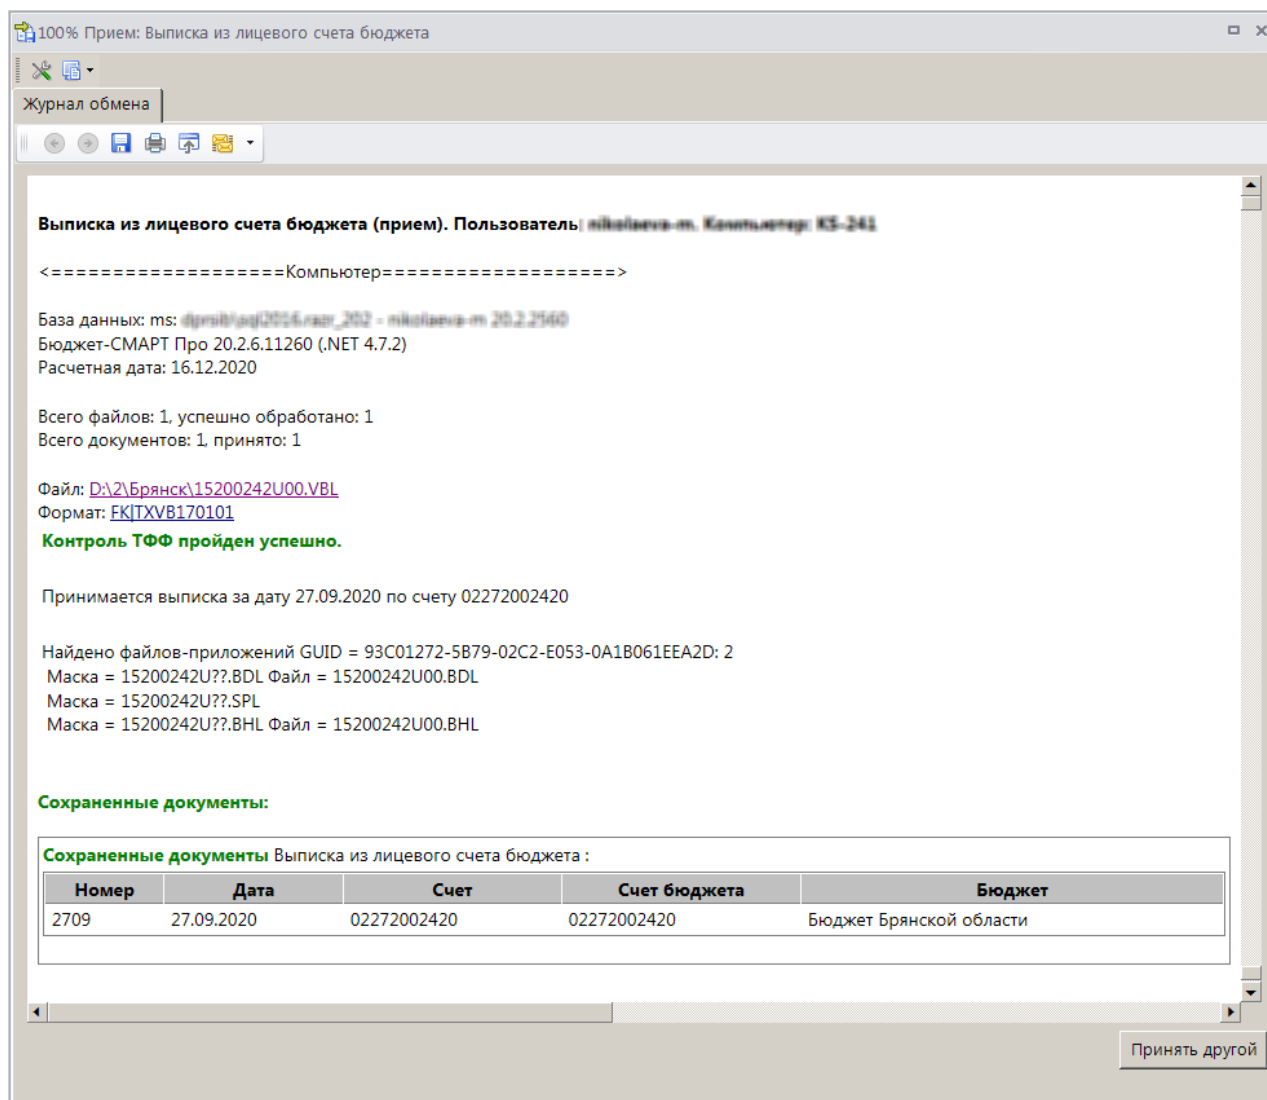 100% Прием: Выписка из лицевого счета бюджета
Журнал обмена
Выписка из лицевого счета бюджета (прием). Пользователь:
<===================Компьютер===================>
База данных: ms:
Бюджет-СМАРТ Про 20.2.6.11260 (.NET 4.7.2)
Расчетная дата: 16.12.2020
Всего файлов: 1, успешно обработано: 1
Всего документов: 1, принято: 1
Файл: D:\2\Брянск\15200242U00.VBL
Формат: FK|TXVB170101
Контроль ТФФ пройден успешно.
Принимается выписка за дату 27.09.2020 по счету 02272002420
Найдено файлов-приложений GUID = 93C01272-5B79-02C2-E053-0A1B061EEA2D: 2
Маска = 15200242U??.BDL Файл = 15200242U00.BDL
Маска = 15200242U??.SPL
Маска = 15200242U??.BHL Файл = 15200242U00.BHL
Сохраненные документы:
Сохраненные документы Выписка из лицевого счета бюджета :
Номер Дата Счет Счет бюджета Бюджет
2709 27.09.2020 02272002420 02272002420 Бюджет Брянской области
Принять другой